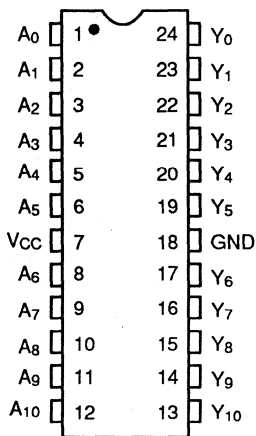 A0 1 24 Y0
A1 2 23 Y1
A2 3 22 Y2
A3 4 21 Y3
A4 5 20 Y4
A5 6 19 Y5
VCC 7 18 GND
A6 8 17 Y6
A7 9 16 Y7
A8 10 15 Y8
A9 11 14 Y9
A10 12 13 Y10